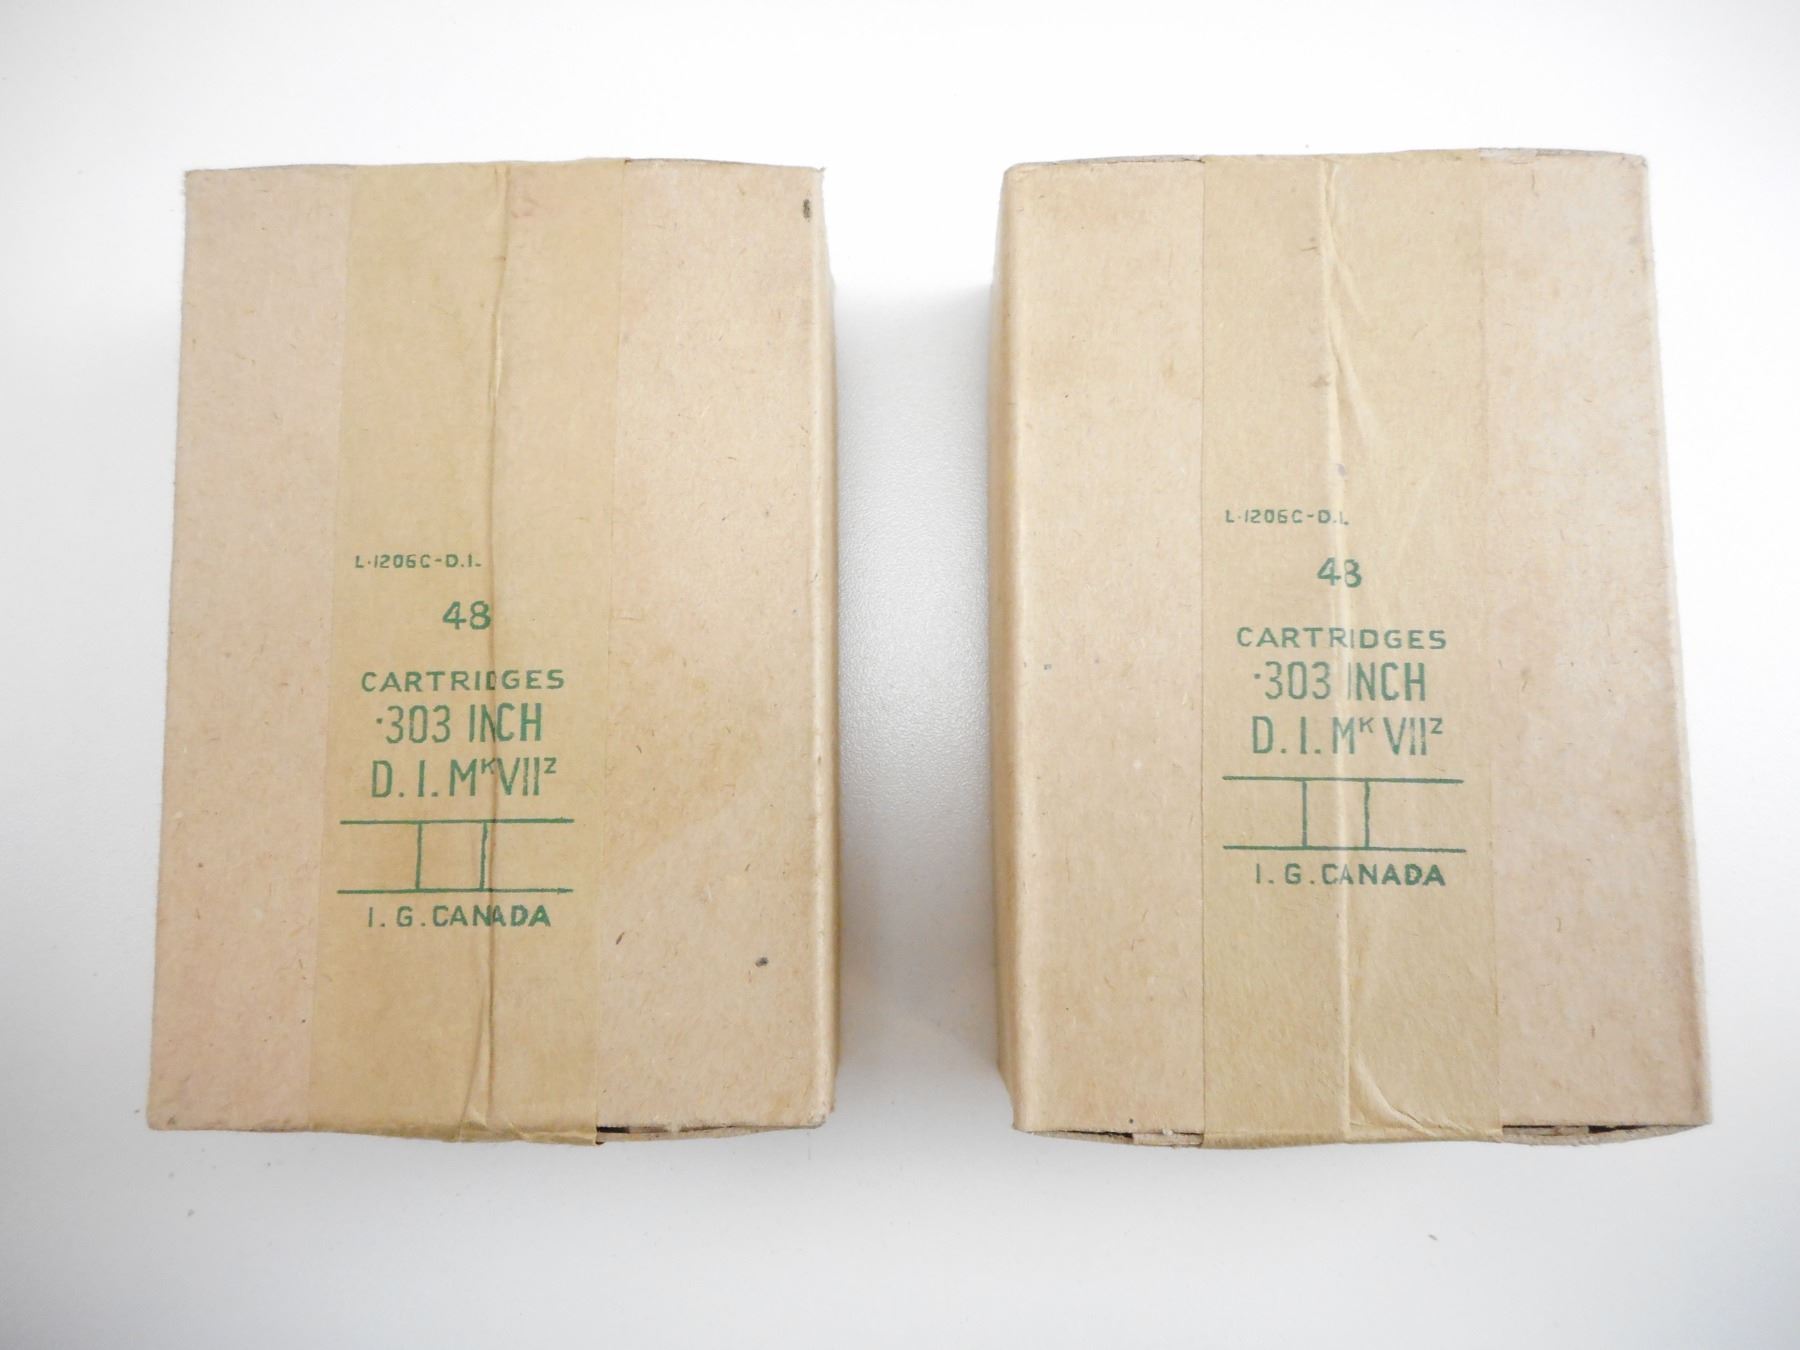 L·1206C-D.I.
48
CARTRIDGES
·303 INCH
D. I. Mᴷ VIIᶻ
I. G. CANADA
L·1206C-D.I.
48
CARTRIDGES
·303 INCH
D. I. Mᴷ VIIᶻ
I. G. CANADA